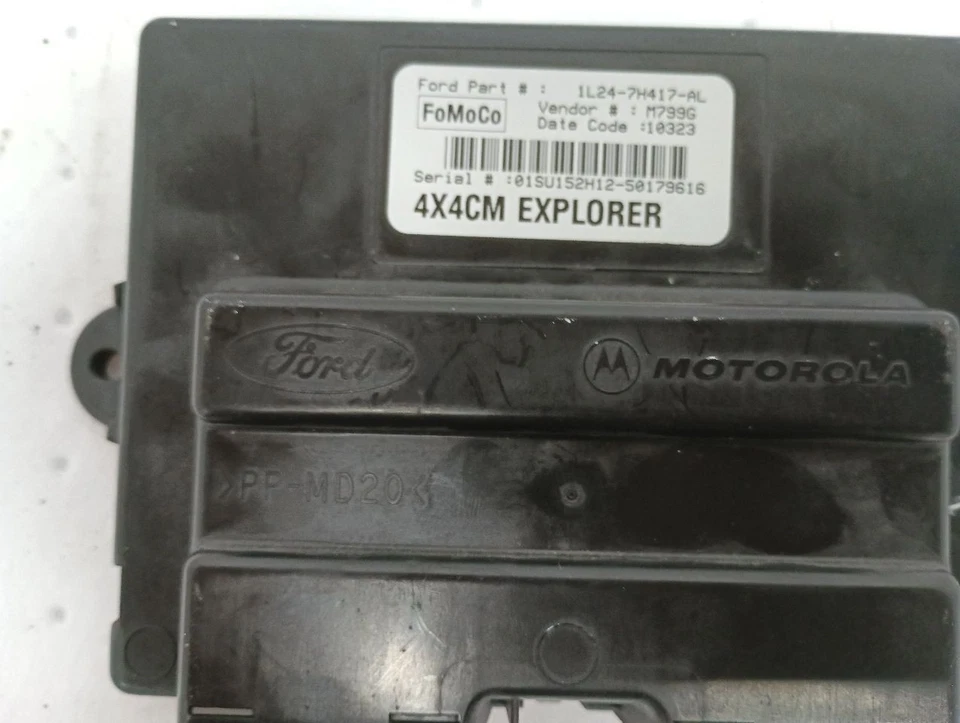 Ford Part # : 1L24-7H417-AL
FoMoCo
Vendor # : M799G
Date Code :10323
Serial # :01SU152H12-50179616
4X4CM EXPLORER
Ford
M MOTOROLA
>PP-MD20<